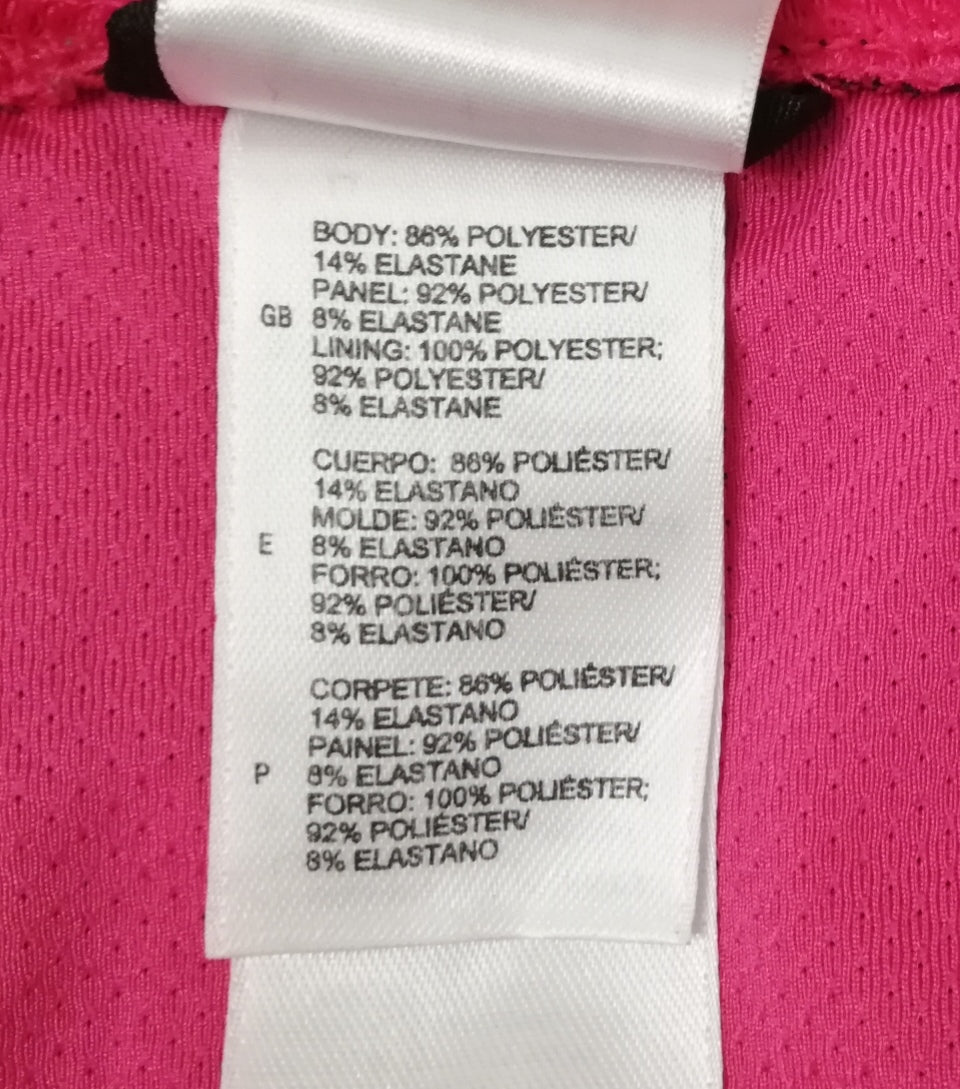 BODY: 86% POLYESTER/
14% ELASTANE
PANEL: 92% POLYESTER/
GB 8% ELASTANE
LINING: 100% POLYESTER;
92% POLYESTER/
8% ELASTANE
CUERPO: 86% POLIÉSTER/
14% ELASTANO
MOLDE: 92% POLIÉSTER/
E 8% ELASTANO
FORRO: 100% POLIÉSTER;
92% POLIÉSTER/
8% ELASTANO
CORPETE: 86% POLIÉSTER/
14% ELASTANO
PAINEL: 92% POLIÉSTER/
P 8% ELASTANO
FORRO: 100% POLIÉSTER;
92% POLIÉSTER/
8% ELASTANO